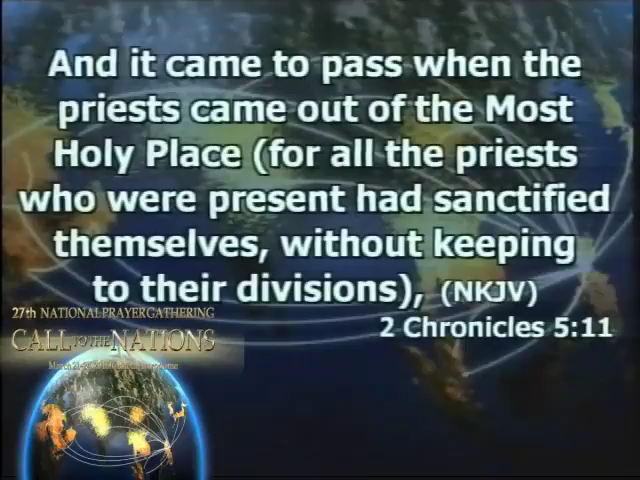 And it came to pass when the
priests came out of the Most
Holy Place (for all the priests
who were present had sanctified
themselves, without keeping
to their divisions), (NKJV)
2 Chronicles 5:11
27th NATIONAL PRAYER GATHERING
CALL TO THE NATIONS